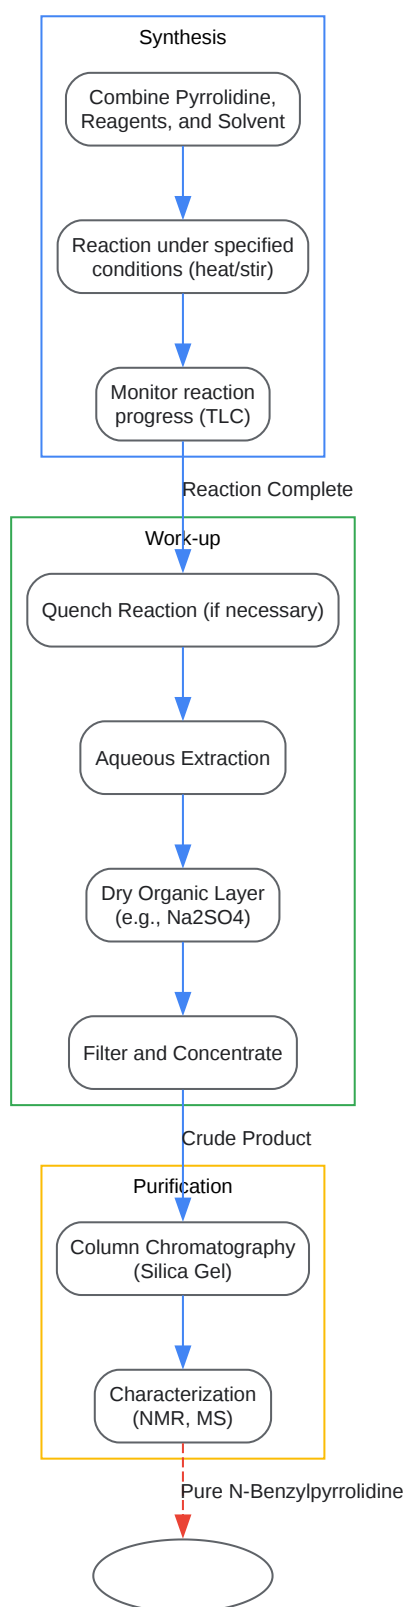 Synthesis
Combine Pyrrolidine,
Reagents, and Solvent
Reaction under specified
conditions (heat/stir)
Monitor reaction
progress (TLC)
Reaction Complete
Work-up
Quench Reaction (if necessary)
Aqueous Extraction
Dry Organic Layer
(e.g., Na2SO4)
Filter and Concentrate
Crude Product
Purification
Column Chromatography
(Silica Gel)
Characterization
(NMR, MS)
Pure N-Benzylpyrrolidine